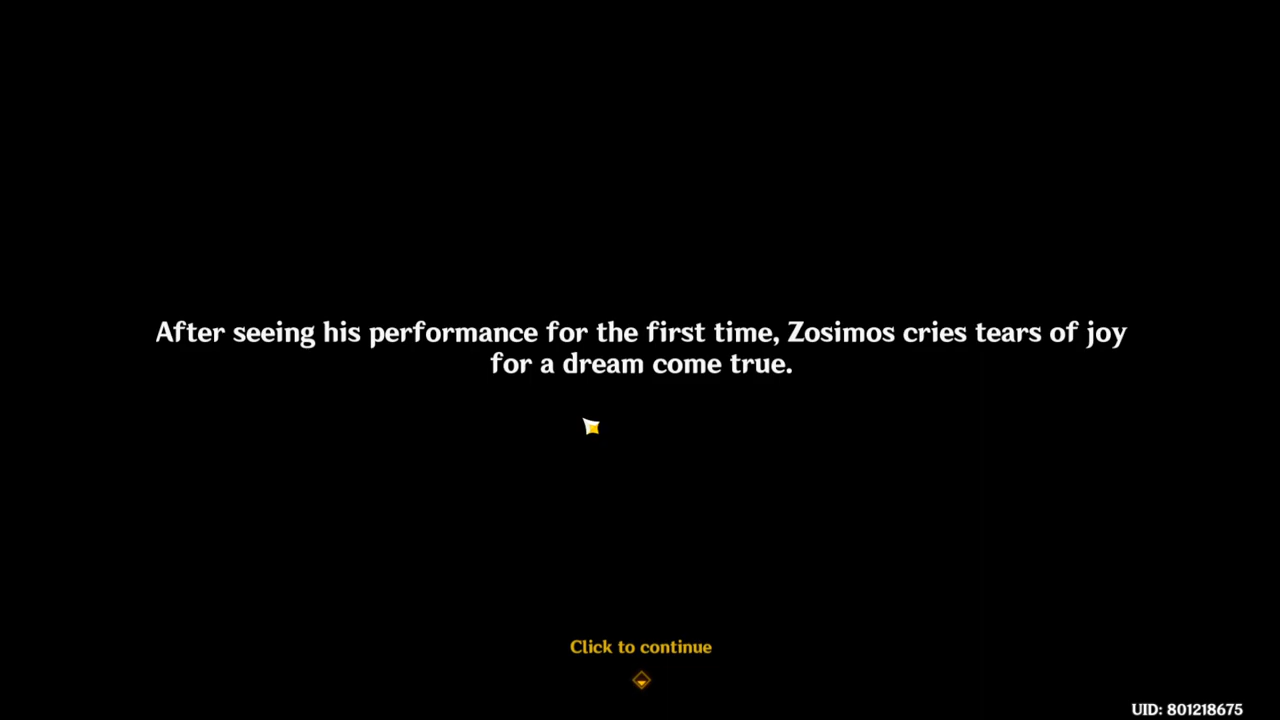 After seeing his performance for the first time, Zosimos cries tears of joy
for a dream come true.
Click to continue
UID: 801218675